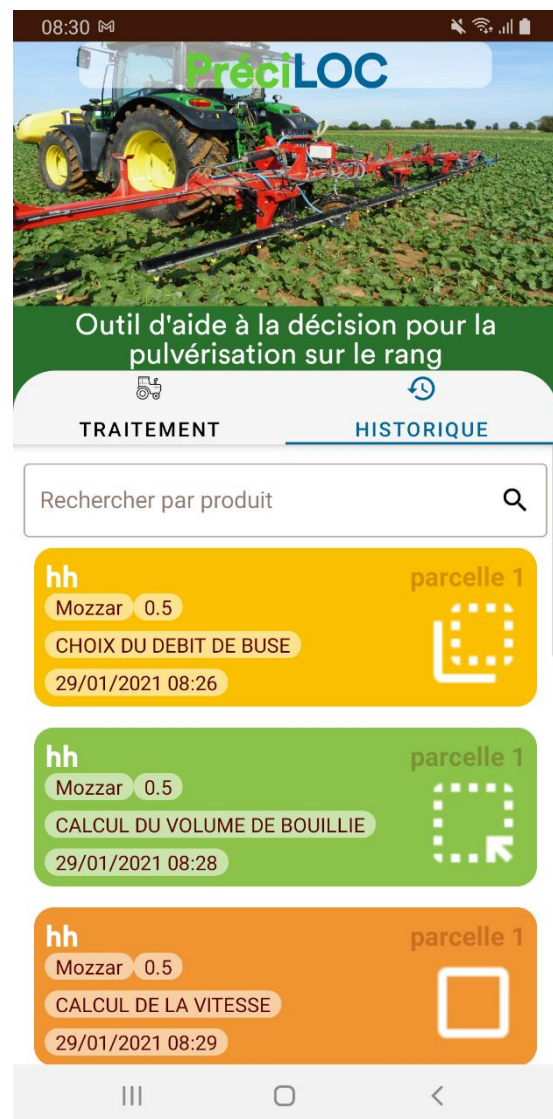 08:30
PréciLOC
Outil d'aide à la décision pour la
pulvérisation sur le rang
TRAITEMENT
HISTORIQUE
Rechercher par produit
hh
parcelle 1
Mozzar 0.5
CHOIX DU DEBIT DE BUSE
29/01/2021 08:26
hh
parcelle 1
Mozzar 0.5
CALCUL DU VOLUME DE BOUILLIE
29/01/2021 08:28
hh
parcelle 1
Mozzar 0.5
CALCUL DE LA VITESSE
29/01/2021 08:29